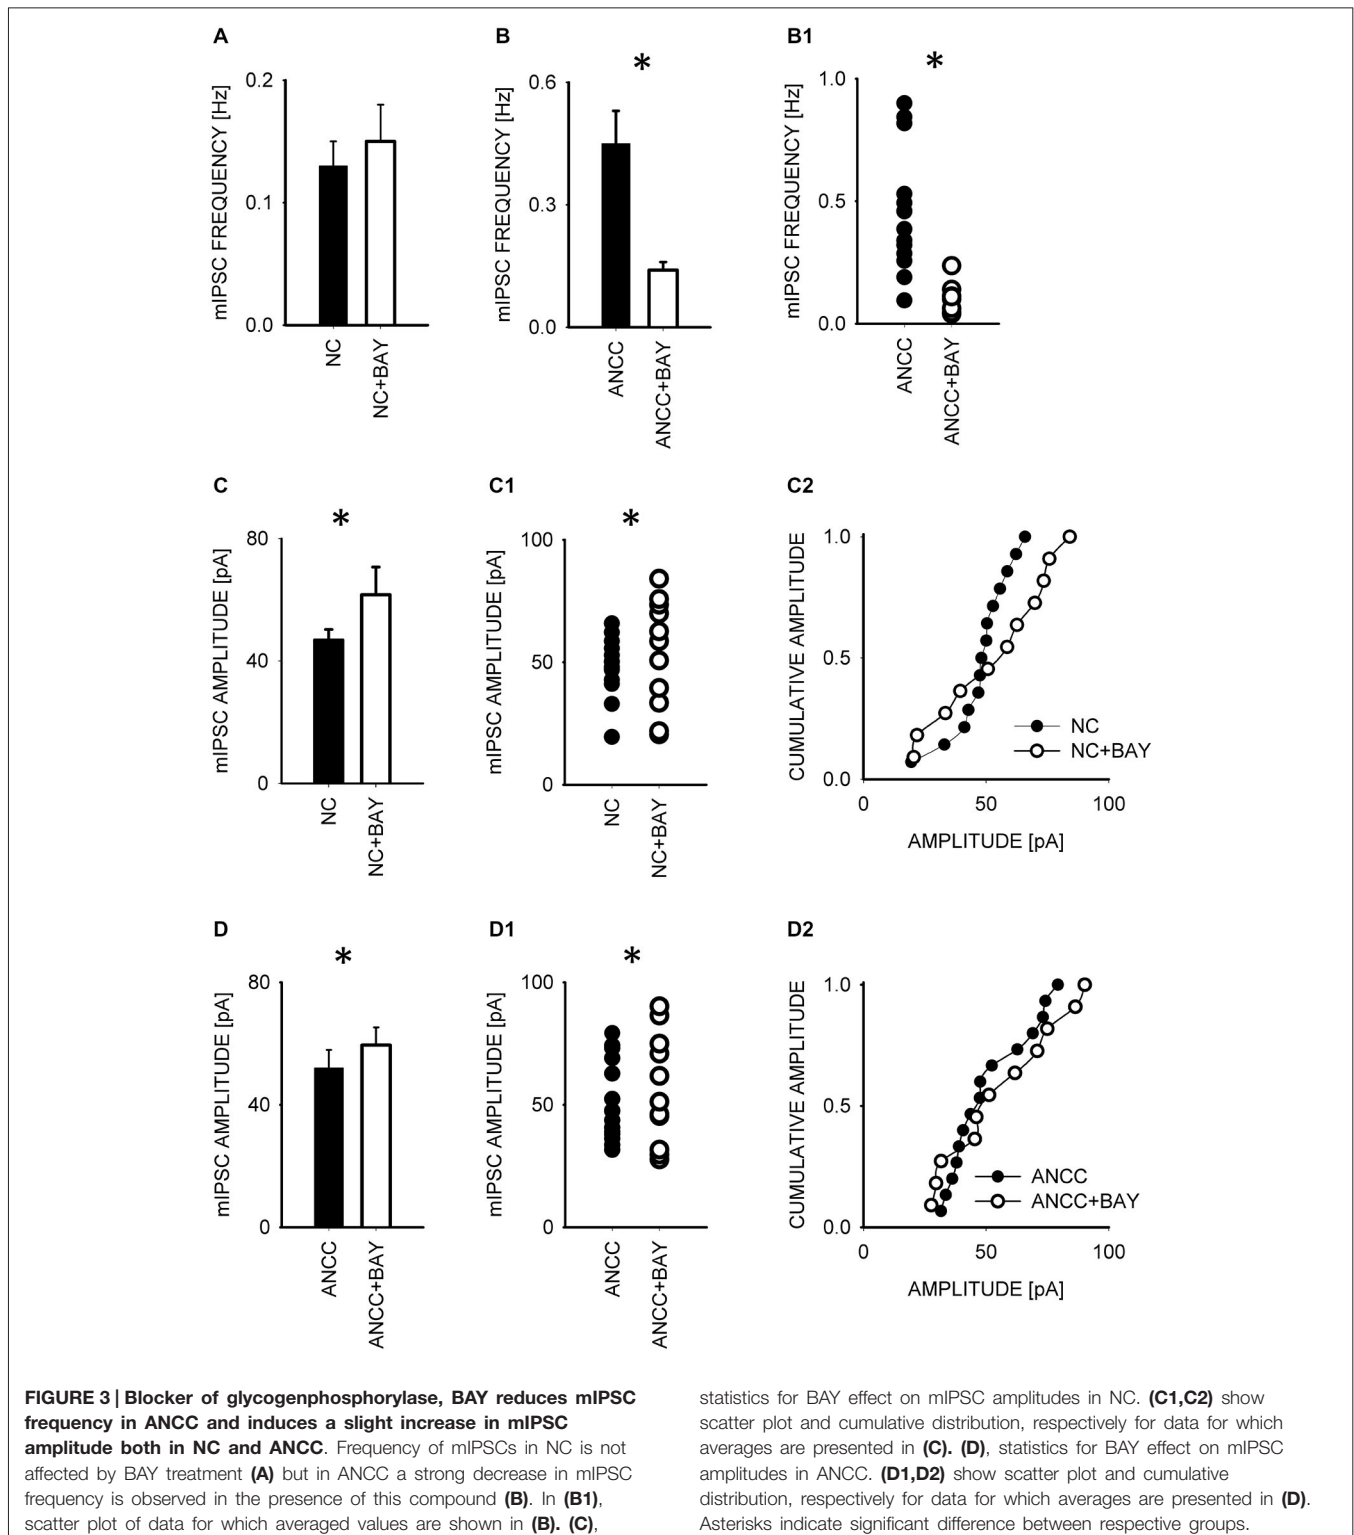 A
B
B1
*
*
mIPSC FREQUENCY [Hz]
0.2
0.1
0.0
NC
NC+BAY
mIPSC FREQUENCY [Hz]
0.6
0.3
0.0
ANCC
ANCC+BAY
mIPSC FREQUENCY [Hz]
1.0
0.5
0.0
ANCC
ANCC+BAY
C
C1
C2
*
*
mIPSC AMPLITUDE [pA]
80
40
0
NC
NC+BAY
mIPSC AMPLITUDE [pA]
100
50
0
NC
NC+BAY
CUMULATIVE AMPLITUDE
1.0
0.5
0.0
NC
NC+BAY
0 50 100
AMPLITUDE [pA]
D
D1
D2
*
*
mIPSC AMPLITUDE [pA]
80
40
0
ANCC
ANCC+BAY
mIPSC AMPLITUDE [pA]
100
50
0
ANCC
ANCC+BAY
CUMULATIVE AMPLITUDE
1.0
0.5
0.0
ANCC
ANCC+BAY
0 50 100
AMPLITUDE [pA]
FIGURE 3 | Blocker of glycogenphosphorylase, BAY reduces mIPSC
frequency in ANCC and induces a slight increase in mIPSC
amplitude both in NC and ANCC. Frequency of mIPSCs in NC is not
affected by BAY treatment (A) but in ANCC a strong decrease in mIPSC
frequency is observed in the presence of this compound (B). In (B1),
scatter plot of data for which averaged values are shown in (B). (C),
statistics for BAY effect on mIPSC amplitudes in NC. (C1,C2) show
scatter plot and cumulative distribution, respectively for data for which
averages are presented in (C). (D), statistics for BAY effect on mIPSC
amplitudes in ANCC. (D1,D2) show scatter plot and cumulative
distribution, respectively for data for which averages are presented in (D).
Asterisks indicate significant difference between respective groups.